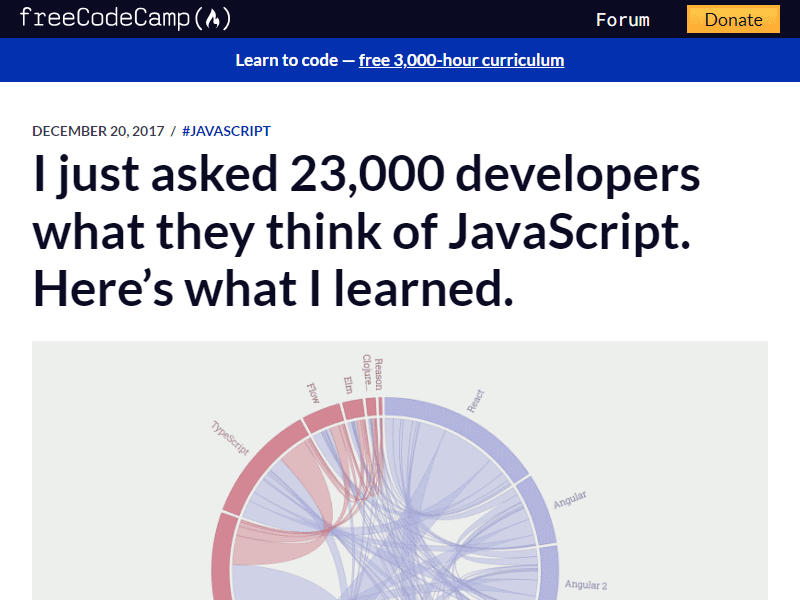 freeCodeCamp(🔥)
Forum
Donate
Learn to code — free 3,000-hour curriculum
DECEMBER 20, 2017 / #JAVASCRIPT
I just asked 23,000 developers
what they think of JavaScript.
Here’s what I learned.
Reason
Clojure...
Elm
Flow
React
TypeScript
Angular
Angular 2